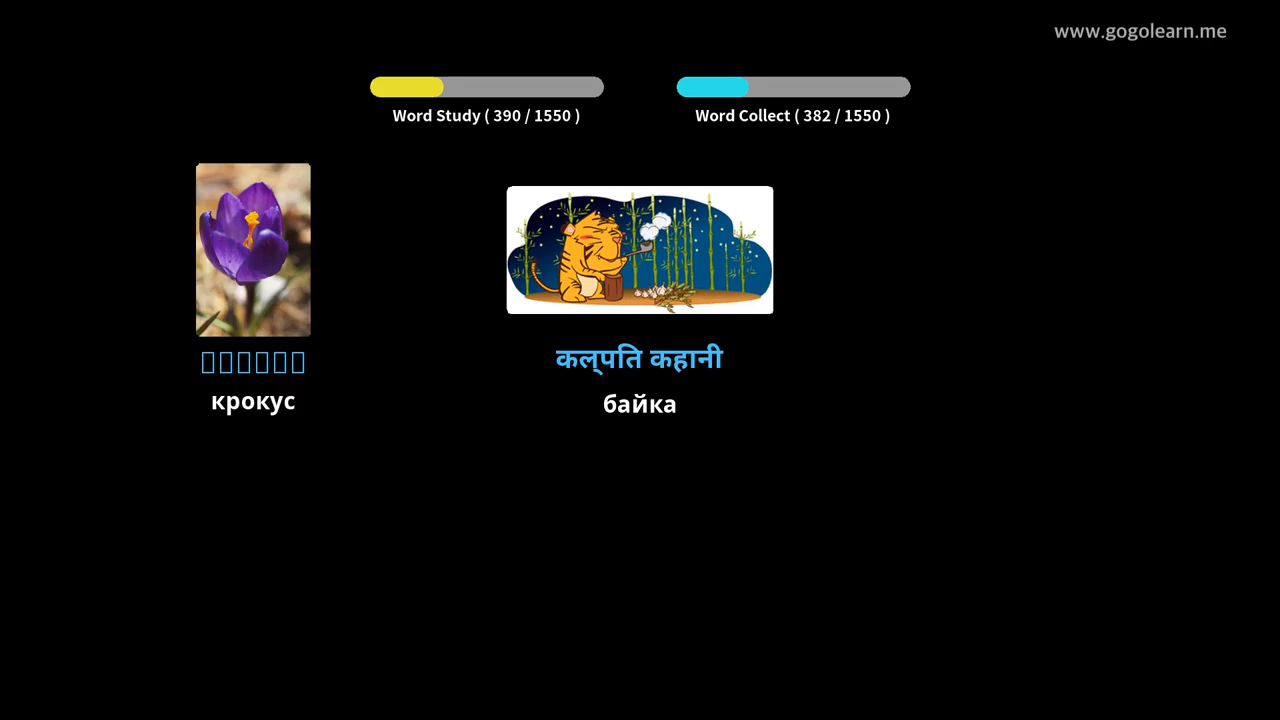 www.gogolearn.me
Word Study ( 390 / 1550 )
Word Collect ( 382 / 1550 )
крокус
कल्पति कहानी
байка